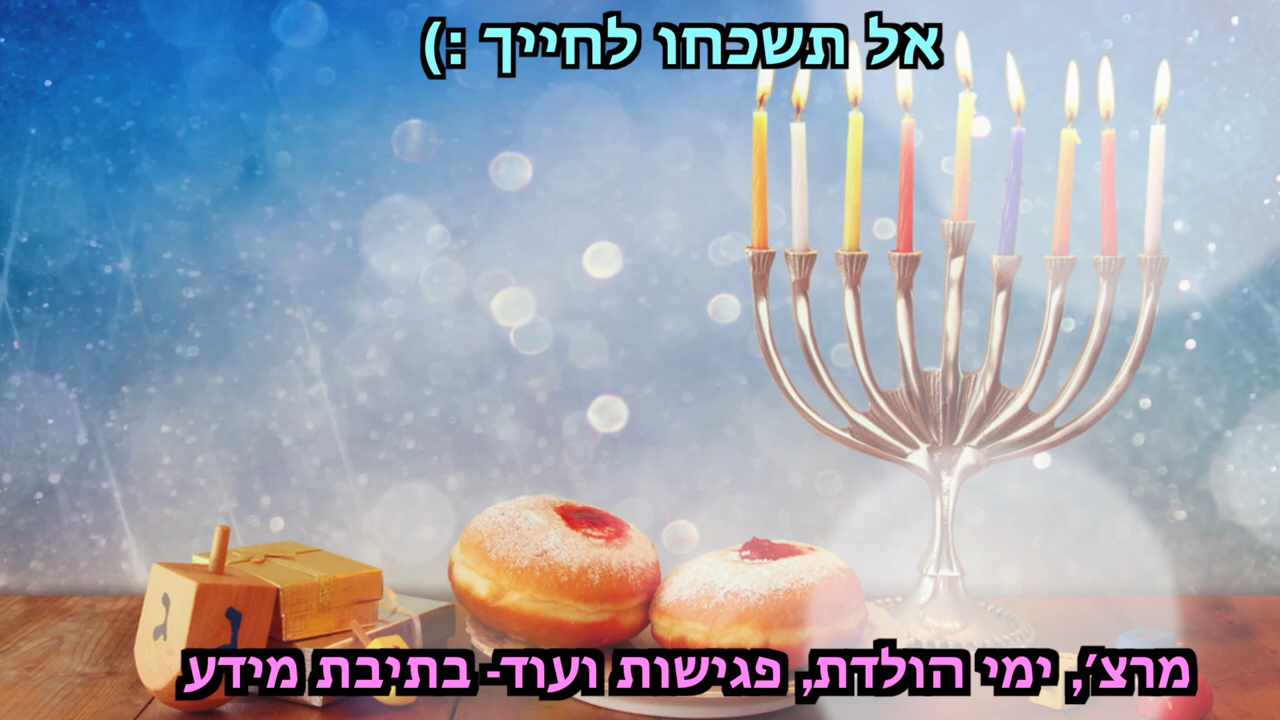 אל תשכחו לחייך :)
מרצ', ימי הולדת, פגישות ועוד- בתיבת מידע